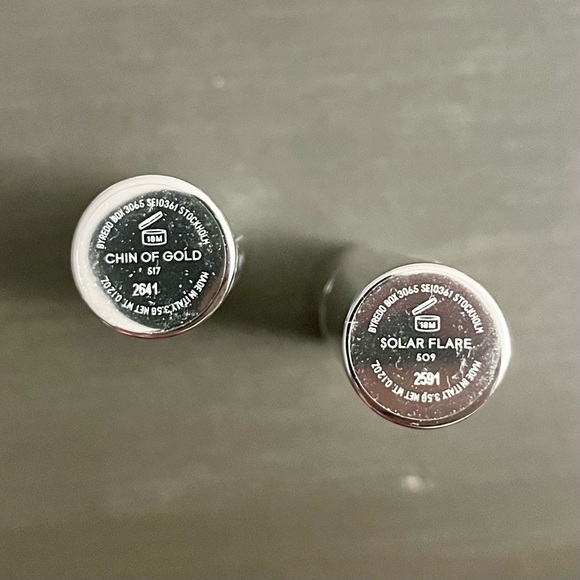 BYREDO BOX 3065 SE10361 STOCKHOLM
18M
CHIN OF GOLD
517
2641
MADE IN ITALY 3.5G NET WT. 0.12 OZ.
BYREDO BOX 3065 SE10361 STOCKHOLM
18M
SOLAR FLARE
509
2591
MADE IN ITALY 3.5G NET WT. 0.12 OZ.